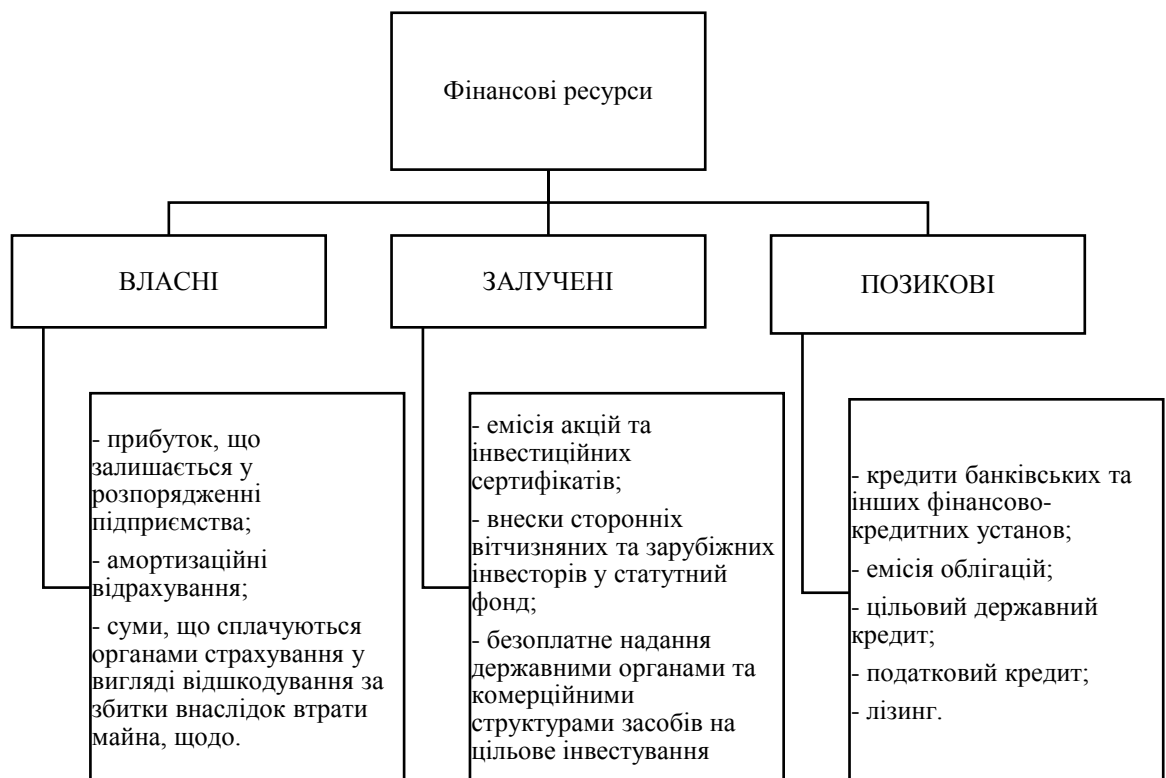 Фінансові ресурси
ВЛАСНІ
- прибуток, що
залишається у
розпорядженні
підприємства;
- амортизаційні
відрахування;
- суми, що сплачуються
органами страхування у
вигляді відшкодування за
збитки внаслідок втрати
майна, щодо.
ЗАЛУЧЕНІ
- емісія акцій та
інвестиційних
сертифікатів;
- внески сторонніх
вітчизняних та зарубіжних
інвесторів у статутний
фонд;
- безоплатне надання
державними органами та
комерційними
структурами засобів на
цільове інвестування
ПОЗИКОВІ
- кредити банківських та
інших фінансово-
кредитних установ;
- емісія облігацій;
- цільовий державний
кредит;
- податковий кредит;
- лізинг.